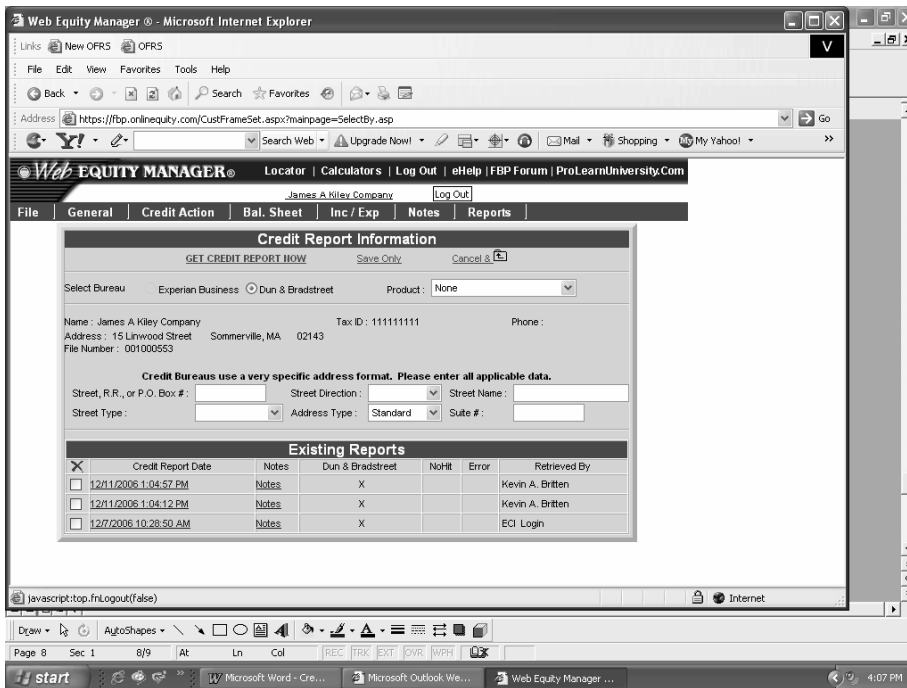 Web Equity Manager ® - Microsoft Internet Explorer
Links New OFRS OFRS
File Edit View Favorites Tools Help
Back Search Favorites
Address https://fbp.onlinequity.com/CustFrameSet.aspx?mainpage=SelectBy.asp Go
Y! Search Web Upgrade Now! Mail Shopping My Yahoo! »
Web EQUITY MANAGER® Locator | Calculators | Log Out | eHelp | FBP Forum | ProLearnUniversity.Com
James A Kiley Company Log Out
File | General | Credit Action | Bal. Sheet | Inc / Exp | Notes | Reports |
Credit Report Information
GET CREDIT REPORT NOW Save Only Cancel &
Select Bureau Experian Business Dun & Bradstreet Product : None
Name : James A Kiley Company Tax ID : 111111111 Phone :
Address : 15 Linwood Street Sommerville, MA 02143
File Number : 001000553
Credit Bureaus use a very specific address format. Please enter all applicable data.
Street, R.R., or P.O. Box # : Street Direction : Street Name :
Street Type : Address Type : Standard Suite # :
Existing Reports
X Credit Report Date Notes Dun & Bradstreet NoHit Error Retrieved By
12/11/2006 1:04:57 PM Notes X Kevin A. Britten
12/11/2006 1:04:12 PM Notes X Kevin A. Britten
12/7/2006 10:28:50 AM Notes X ECI Login
javascript:top.fnLogout(false) Internet
Draw AutoShapes
Page 8 Sec 1 8/9 At Ln Col REC TRK EXT OVR WPH
start » Microsoft Word - Cre... Microsoft Outlook We... Web Equity Manager ... 4:07 PM